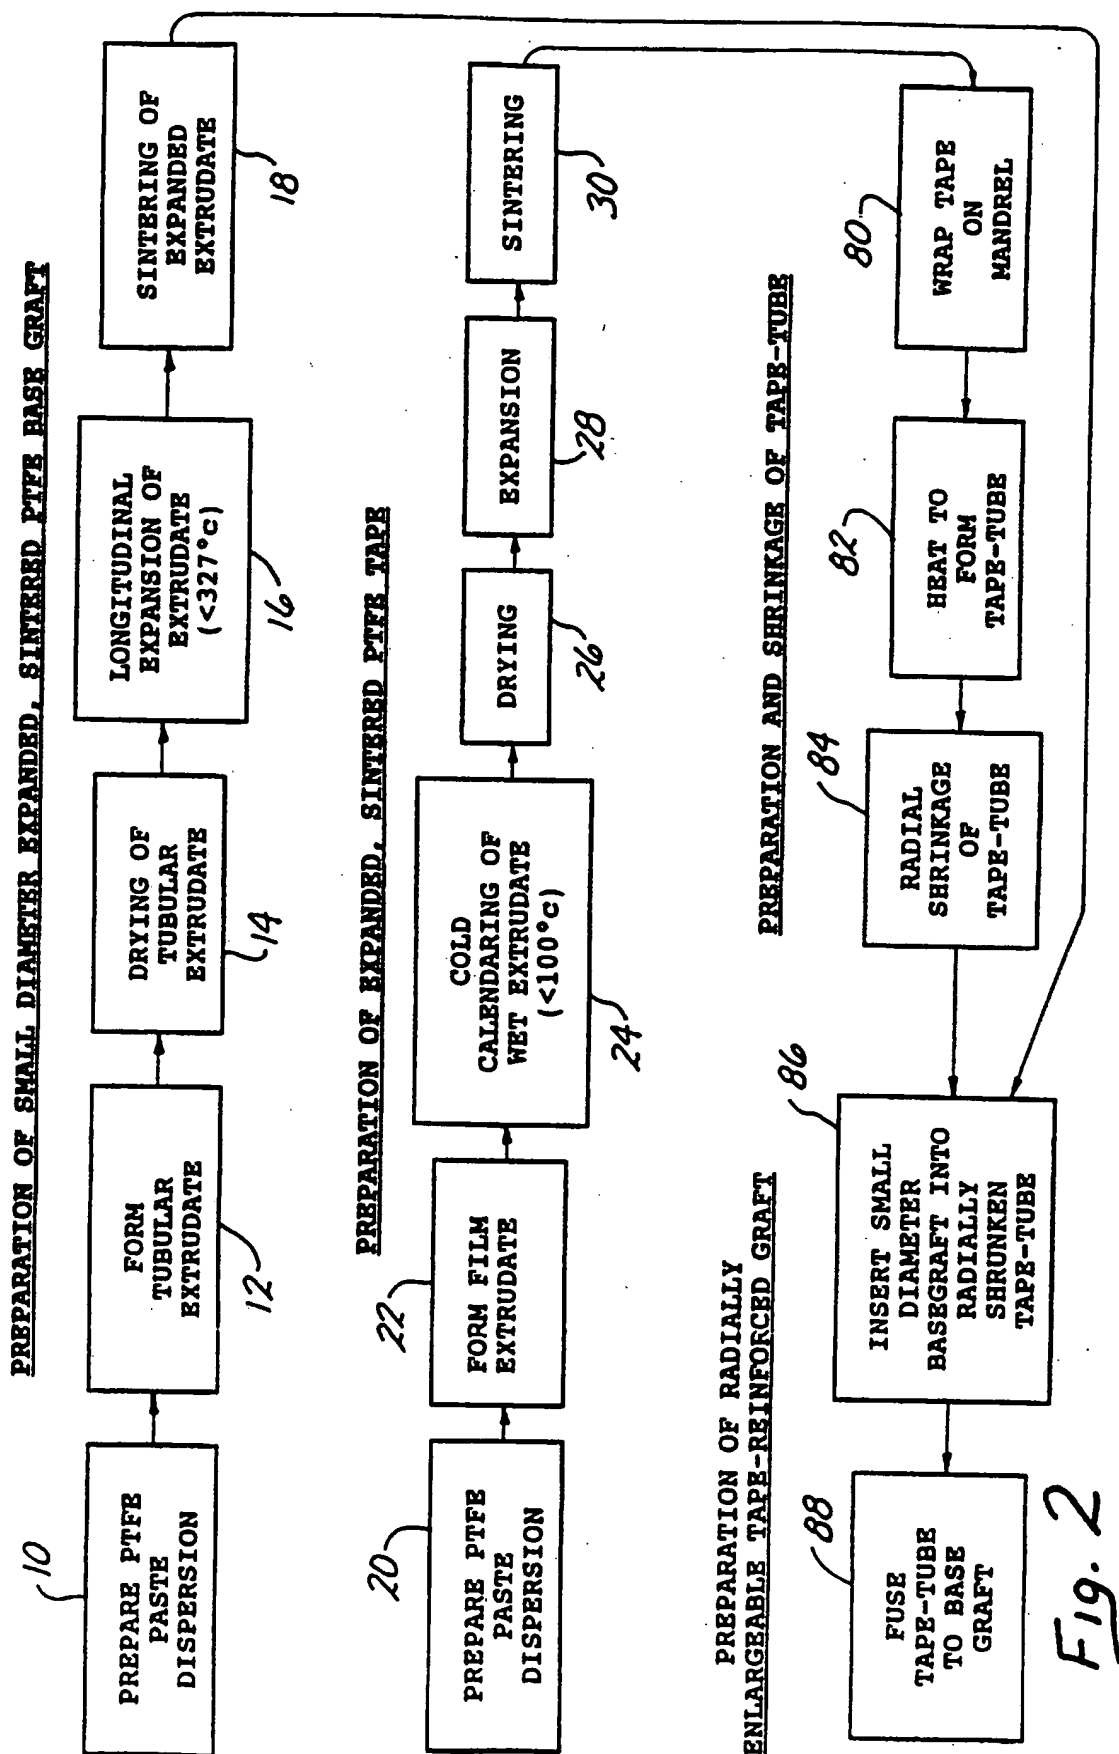 PREPARATION OF SMALL DIAMETER EXPANDED, SINTERED PTFE BASE GRAFT
10
PREPARE PTFE
PASTE
DISPERSION
FORM
TUBULAR
EXTRUDATE
12
DRYING OF
TUBULAR
EXTRUDATE
14
LONGITUDINAL
EXPANSION OF
EXTRUDATE
(<327°c)
16
SINTERING OF
EXPANDED
EXTRUDATE
18
PREPARATION OF EXPANDED, SINTERED PTFE TAPE
20
PREPARE PTFE
PASTE
DISPERSION
22
FORM FILM
EXTRUDATE
COLD
CALENDARING OF
WET EXTRUDATE
(<100°c)
24
DRYING
26
EXPANSION
28
SINTERING
30
PREPARATION AND SHRINKAGE OF TAPE-TUBE
80
WRAP TAPE
ON
MANDREL
82
HEAT TO
FORM
TAPE-TUBE
84
RADIAL
SHRINKAGE
OF
TAPE-TUBE
PREPARATION OF RADIALLY
ENLARGEABLE TAPE-REINFORCED GRAFT
86
INSERT SMALL
DIAMETER
BASEGRAFT INTO
RADIALLY
SHRUNKEN
TAPE-TUBE
88
FUSE
TAPE-TUBE
TO BASE
GRAFT
Fig. 2